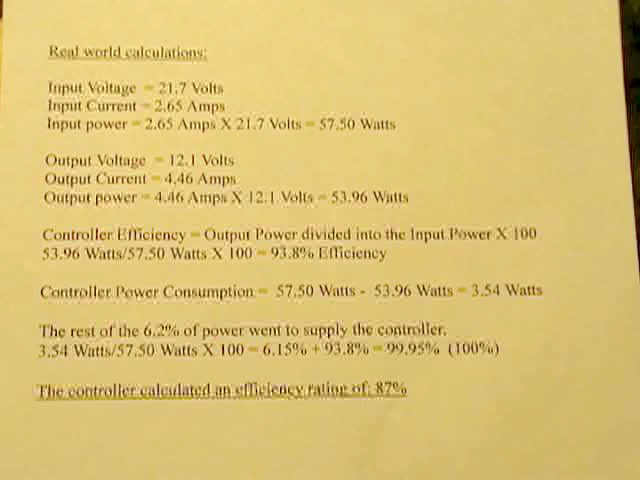 Real world calculations:
Input Voltage = 21.7 Volts
Input Current = 2.65 Amps
Input power = 2.65 Amps X 21.7 Volts = 57.50 Watts
Output Voltage = 12.1 Volts
Output Current = 4.46 Amps
Output power = 4.46 Amps X 12.1 Volts = 53.96 Watts
Controller Efficiency = Output Power divided into the Input Power X 100
53.96 Watts/57.50 Watts X 100 = 93.8% Efficiency
Controller Power Consumption = 57.50 Watts - 53.96 Watts = 3.54 Watts
The rest of the 6.2% of power went to supply the controller.
3.54 Watts/57.50 Watts X 100 = 6.15% + 93.8% = 99.95% (100%)
The controller calculated an efficiency rating of: 87%